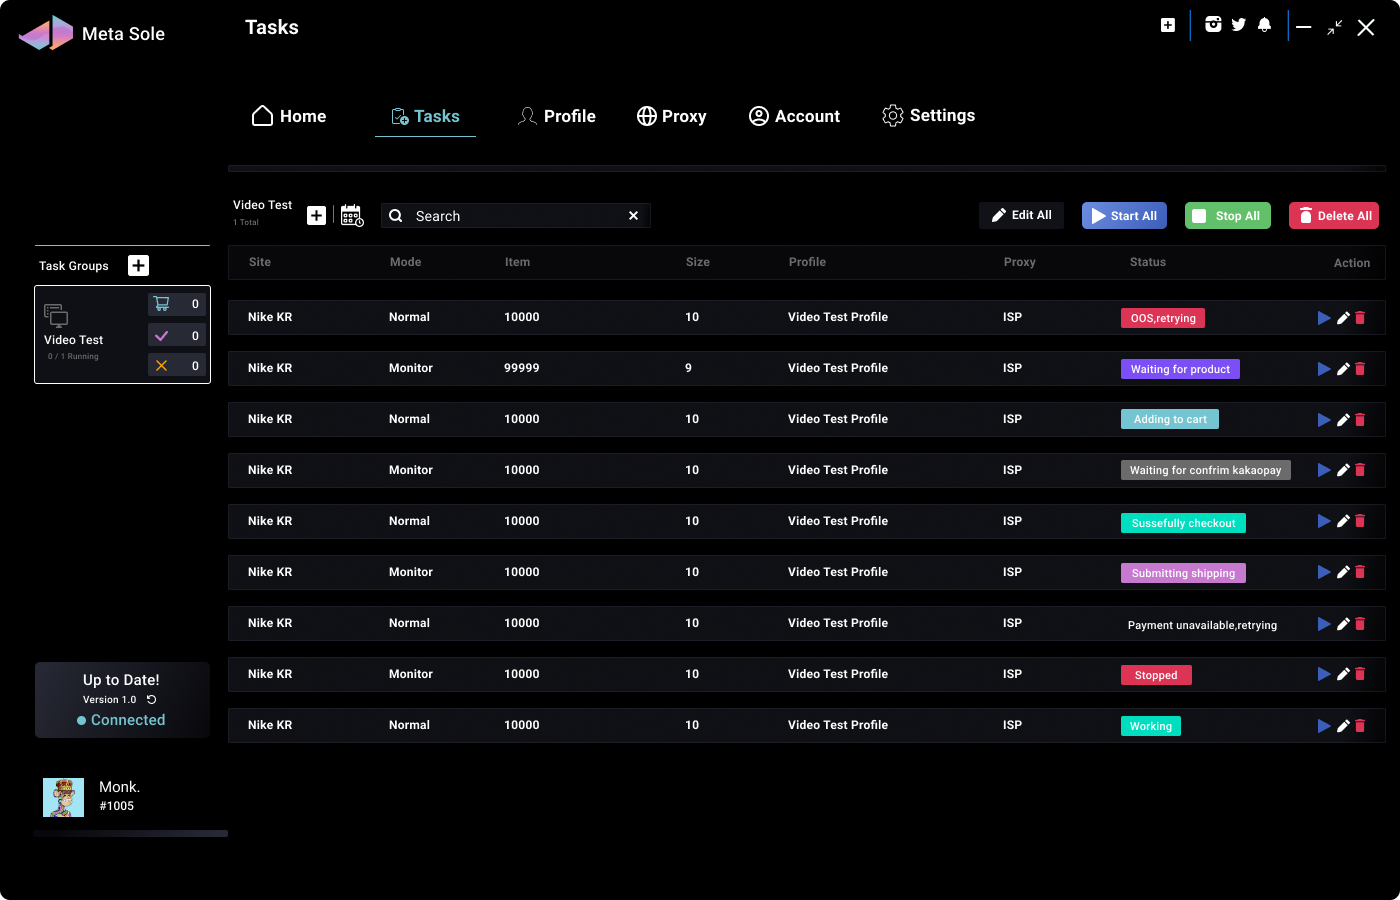 Meta Sole
Tasks
Home Tasks Profile Proxy Account Settings
Video Test
1 Total
Search
Edit All Start All Stop All Delete All
Task Groups
Video Test
0 / 1 Running
0
0
0
Site Mode Item Size Profile Proxy Status Action
Nike KR Normal 10000 10 Video Test Profile ISP OOS,retrying
Nike KR Monitor 99999 9 Video Test Profile ISP Waiting for product
Nike KR Normal 10000 10 Video Test Profile ISP Adding to cart
Nike KR Monitor 10000 10 Video Test Profile ISP Waiting for confrim kakaopay
Nike KR Normal 10000 10 Video Test Profile ISP Sussefully checkout
Nike KR Monitor 10000 10 Video Test Profile ISP Submitting shipping
Nike KR Normal 10000 10 Video Test Profile ISP Payment unavailable,retrying
Nike KR Monitor 10000 10 Video Test Profile ISP Stopped
Nike KR Normal 10000 10 Video Test Profile ISP Working
Up to Date!
Version 1.0
Connected
Monk.
#1005